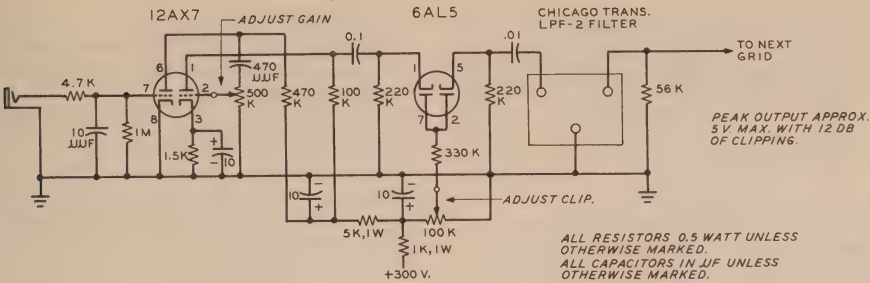 12AX7
ADJUST GAIN
6AL5
CHICAGO TRANS.
LPF-2 FILTER
TO NEXT
GRID
4.7 K
10
µµF
1M
6
1
7
2
8
3
1.5K
10
470
µµF
500
K
470
K
100
K
0.1
220
K
1
5
7
2
330 K
220
K
.01
56 K
PEAK OUTPUT APPROX.
5 V. MAX. WITH 12 DB
OF CLIPPING.
10
10
ADJUST CLIP.
5K,1W
100 K
1K,1W
+300 V.
ALL RESISTORS 0.5 WATT UNLESS
OTHERWISE MARKED.
ALL CAPACITORS IN µF UNLESS
OTHERWISE MARKED.